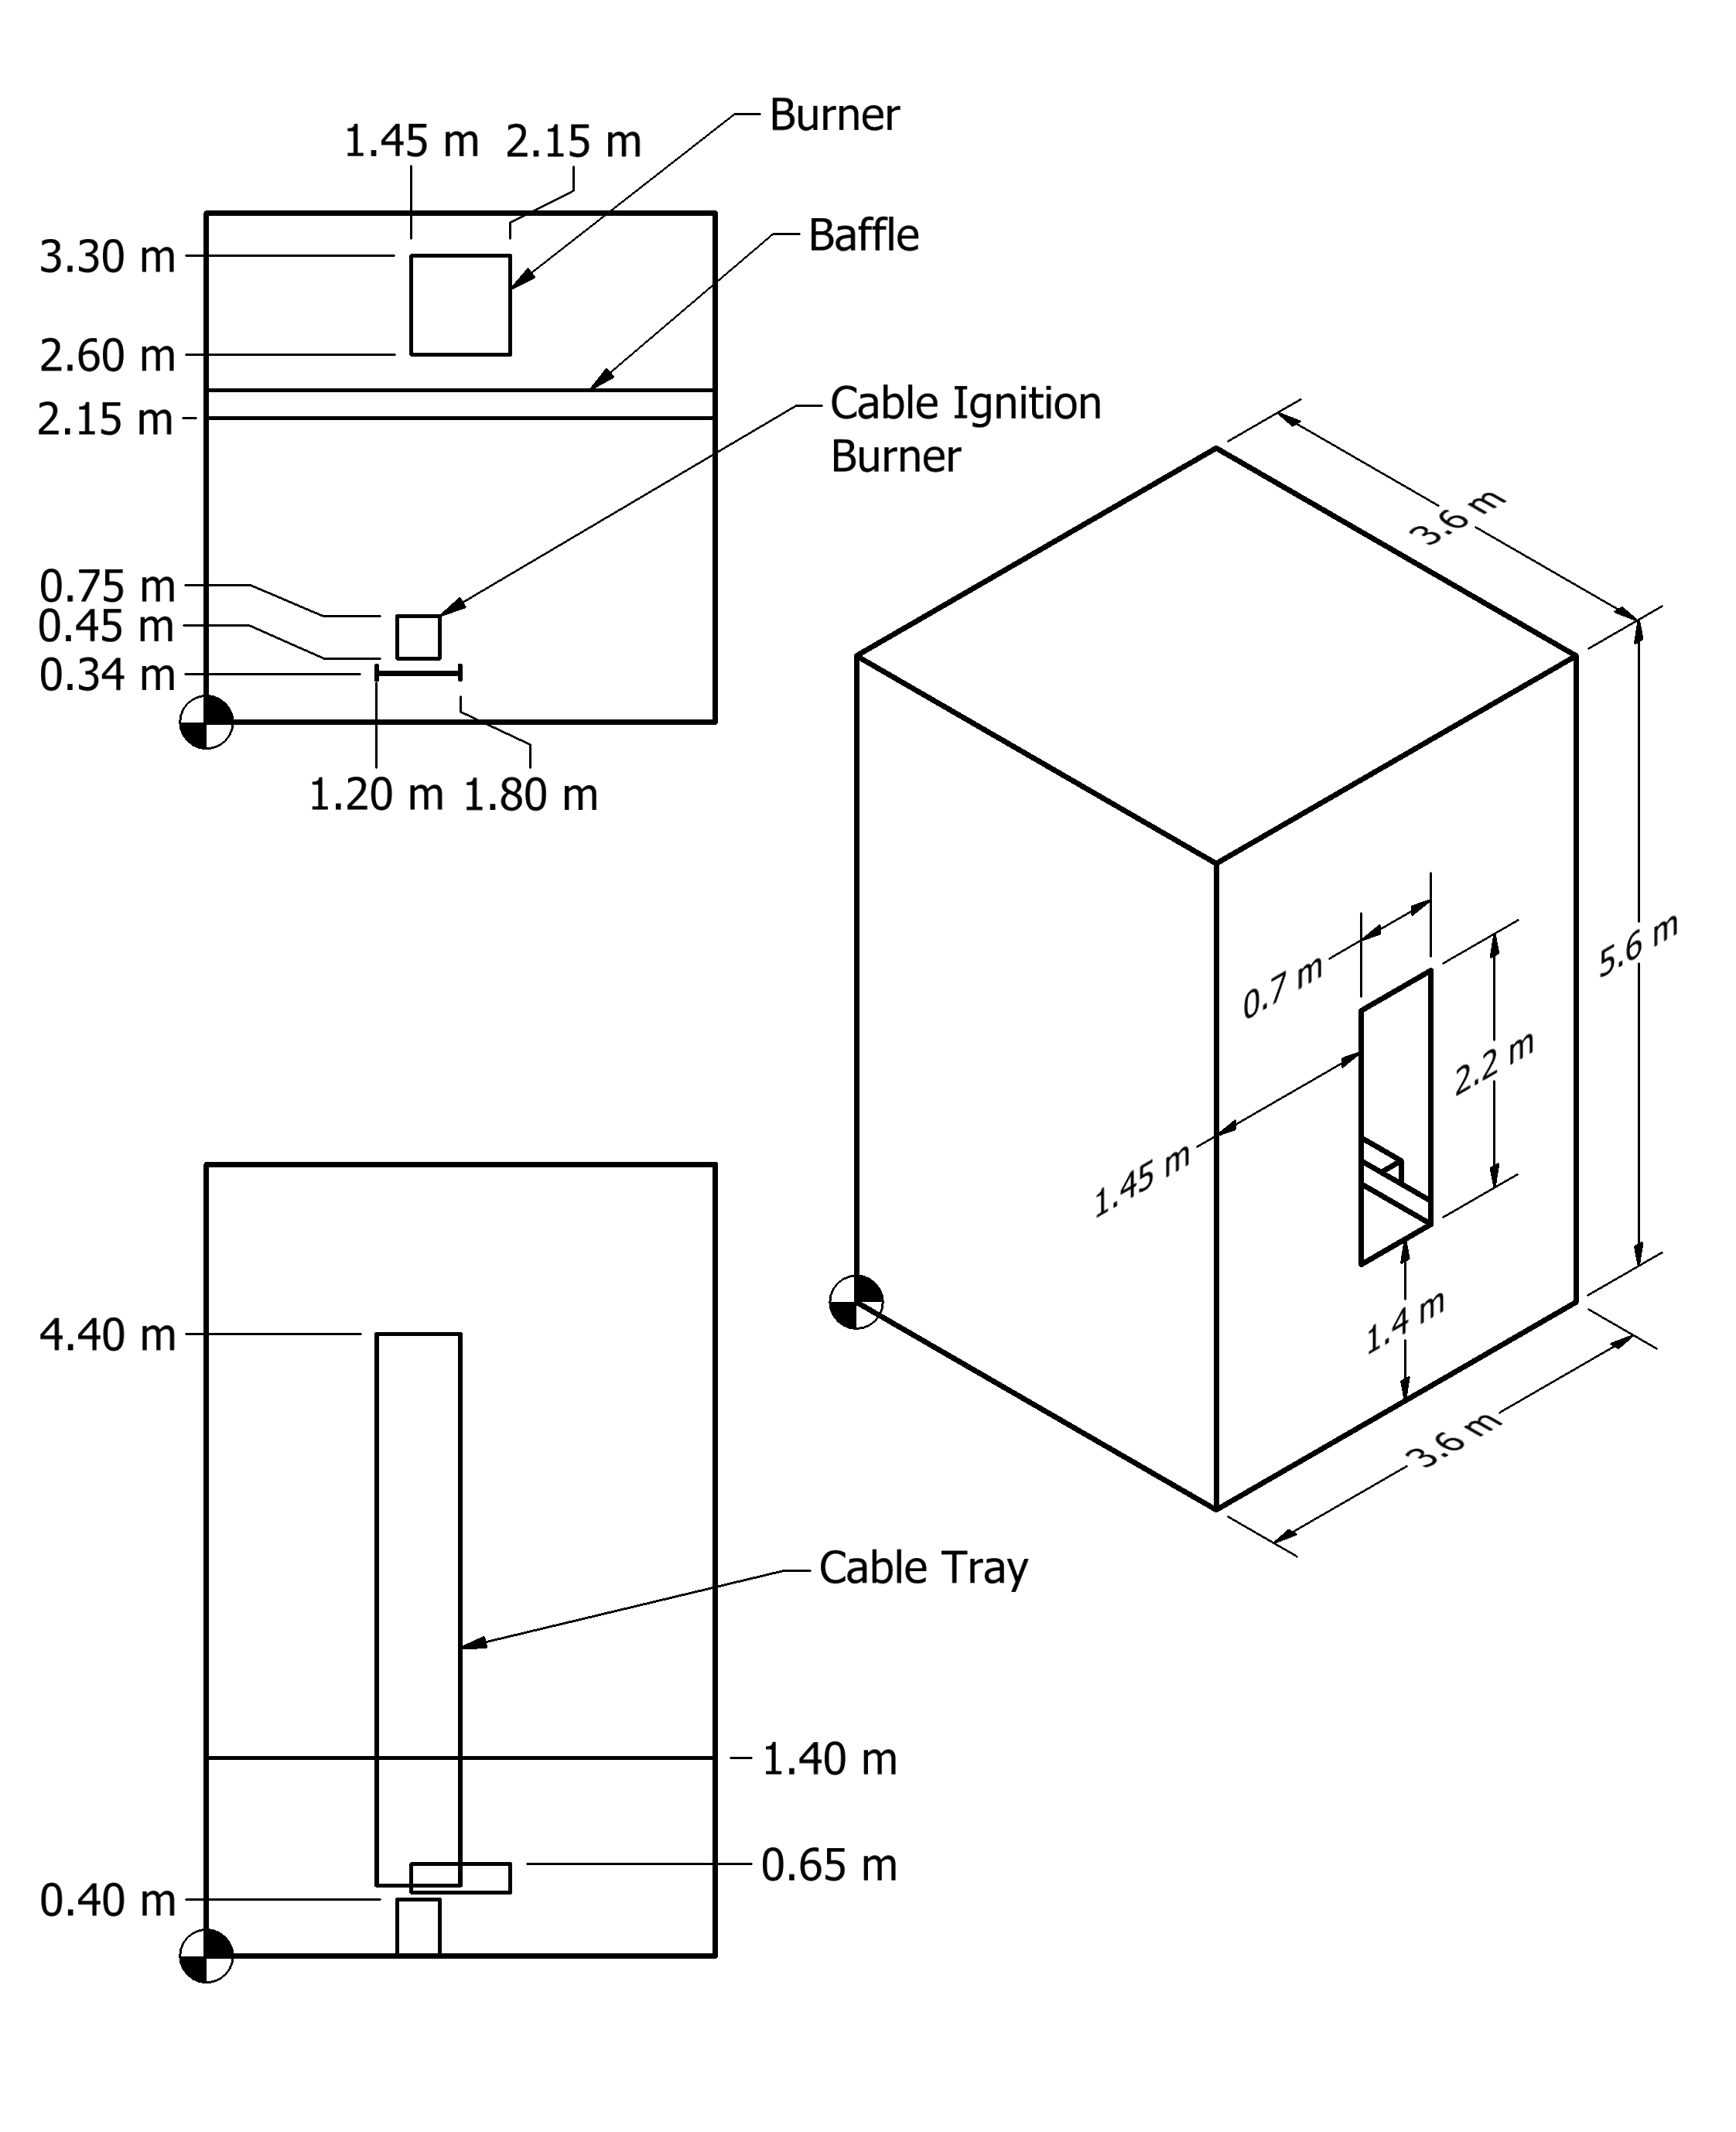 Burner
1.45 m 2.15 m
Baffle
3.30 m
2.60 m
2.15 m
Cable Ignition
Burner
0.75 m
0.45 m
0.34 m
1.20 m 1.80 m
3.6 m
5.6 m
0.7 m
2.2 m
1.45 m
1.4 m
3.6 m
4.40 m
Cable Tray
1.40 m
0.65 m
0.40 m